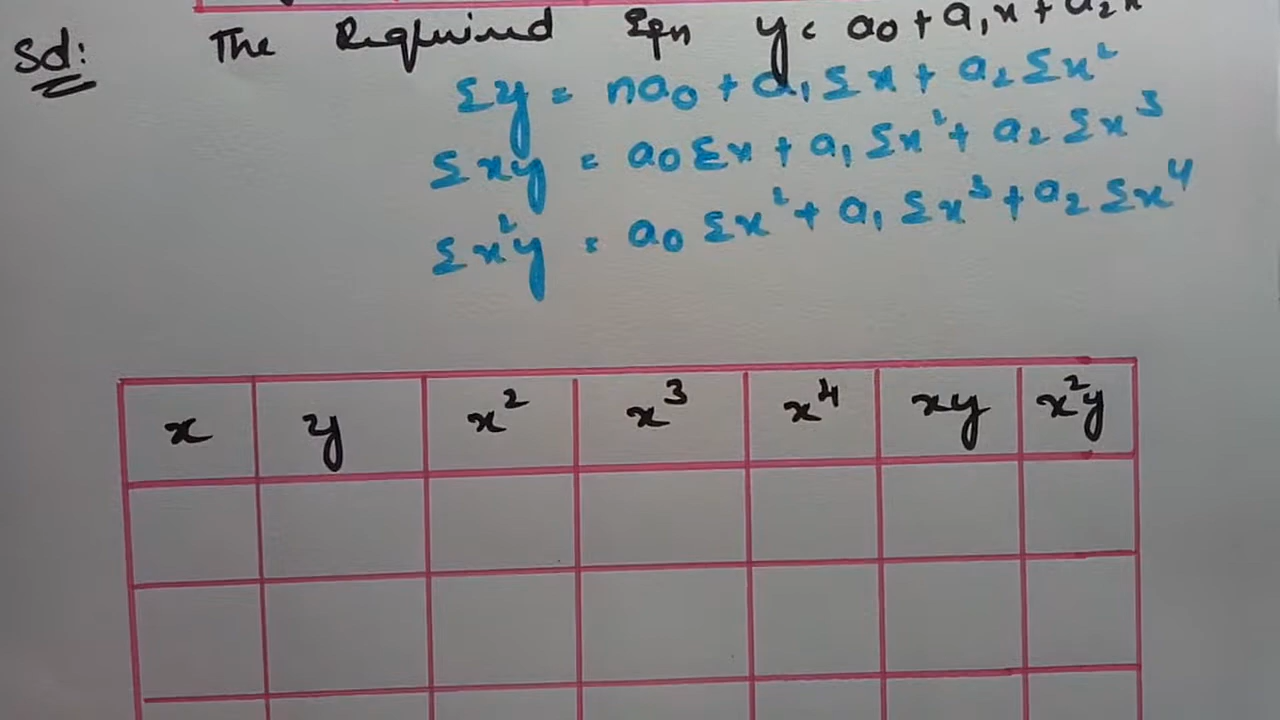 Sol: The Required Eqn y = a₀ + a₁x + a₂x
Σy = na₀ + a₁Σx + a₂Σx²
Σxy = a₀Σx + a₁Σx² + a₂Σx³
Σx²y = a₀Σx² + a₁Σx³ + a₂Σx⁴
x y x² x³ x⁴ xy x²y